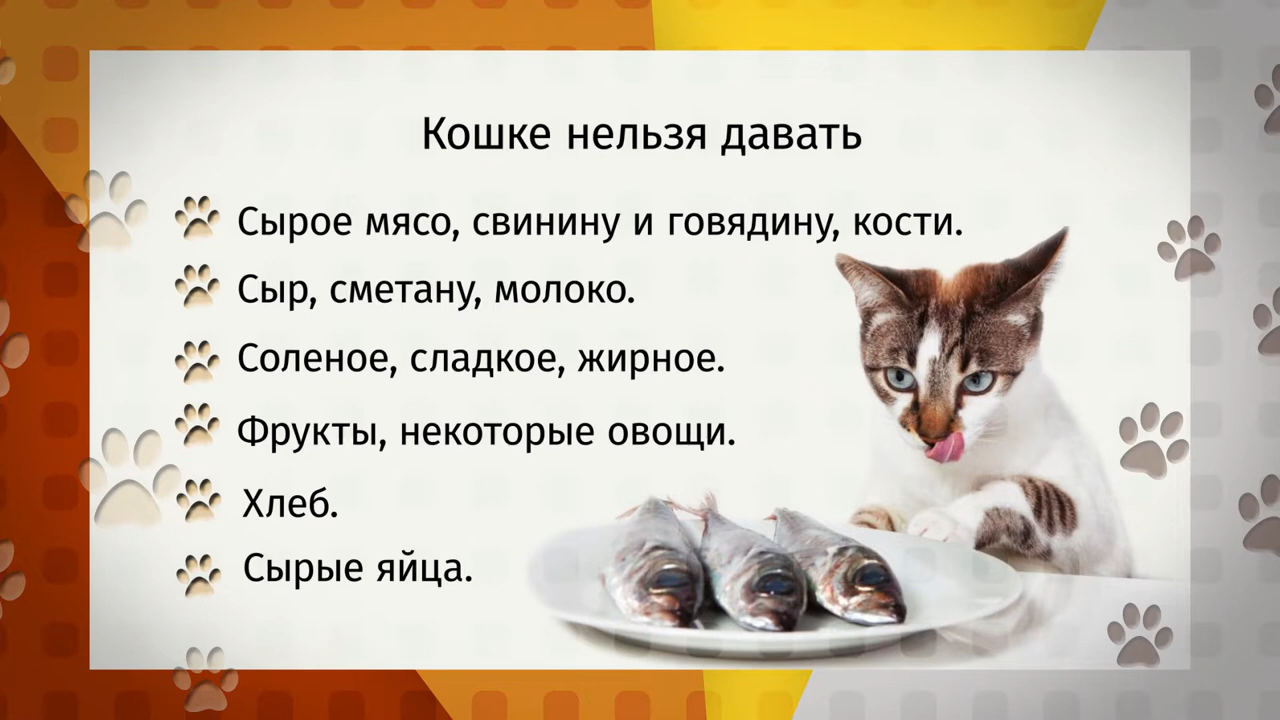 Кошке нельзя давать
Сырое мясо, свинину и говядину, кости.
Сыр, сметану, молоко.
Соленое, сладкое, жирное.
Фрукты, некоторые овощи.
Хлеб.
Сырые яйца.